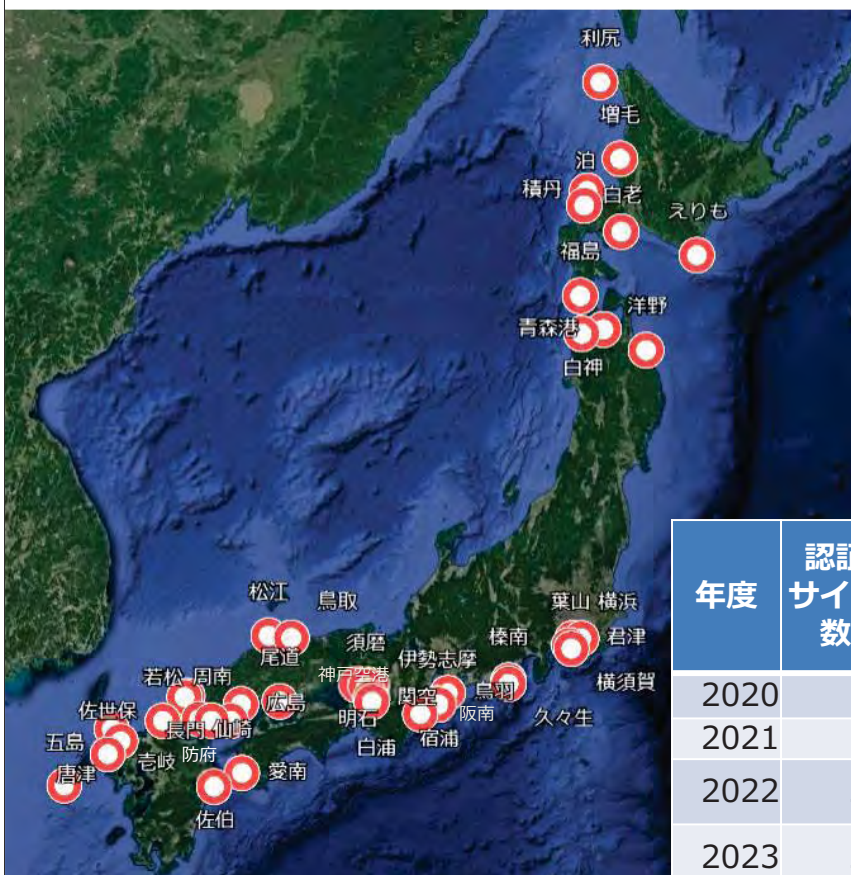 利尻
増毛
泊
積丹
白老
えりも
福島
洋野
青森港
白神
松江
鳥取
葉山
横浜
須磨
榛南
君津
尾道
伊勢志摩
神戸空港
若松
周南
横須賀
広島
関空
鳥羽
佐世保
明石
阪南
久々生
長門
仙崎
五島
白浦
宿浦
防府
壱岐
唐津
愛南
佐伯
年度
認証
サイ
数
2020
2021
2022
2023